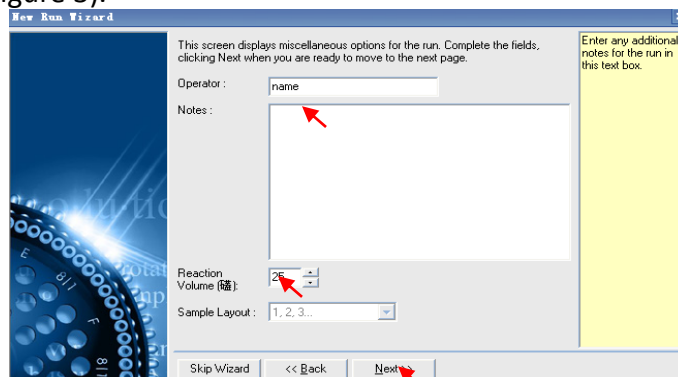 New Run Wizard
This screen displays miscellaneous options for the run. Complete the fields,
clicking Next when you are ready to move to the next page.
Enter any additional
notes for the run in
this text box.
Operator :
name
Notes :
Reaction
Volume (礚):
25
Sample Layout :
1, 2, 3...
Skip Wizard
<< Back
Next >